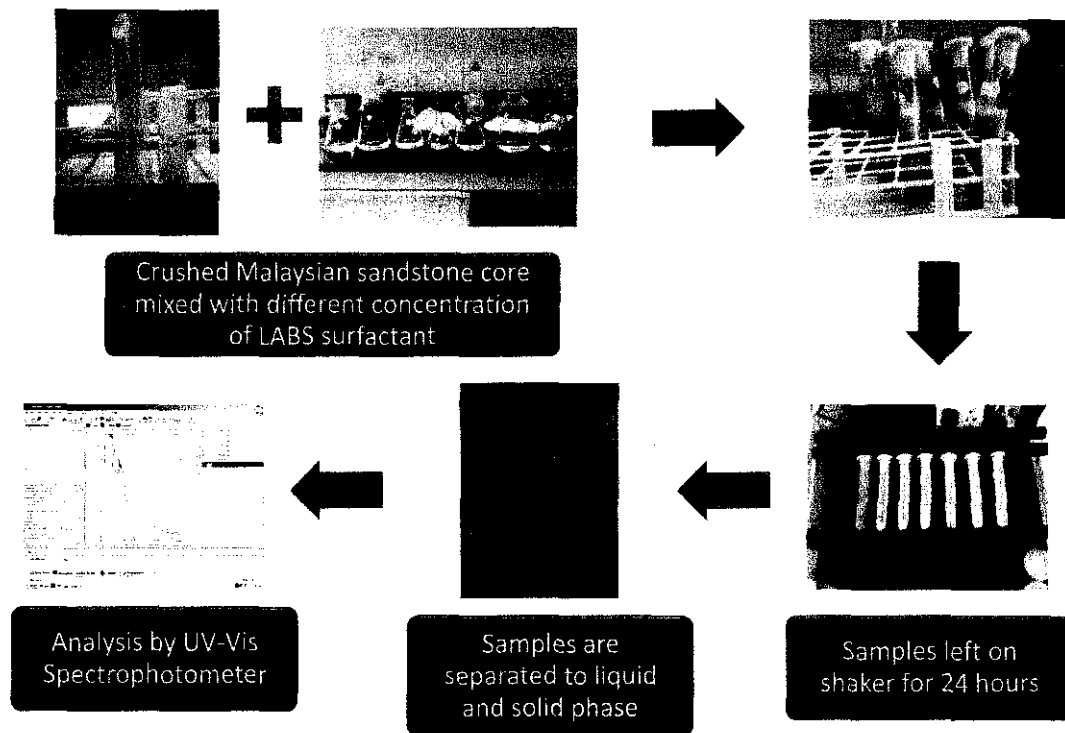 Crushed Malaysian sandstone core
mixed with different concentration
of LABS surfactant
Samples left on
shaker for 24 hours
Samples are
separated to liquid
and solid phase
Analysis by UV-Vis
Spectrophotometer